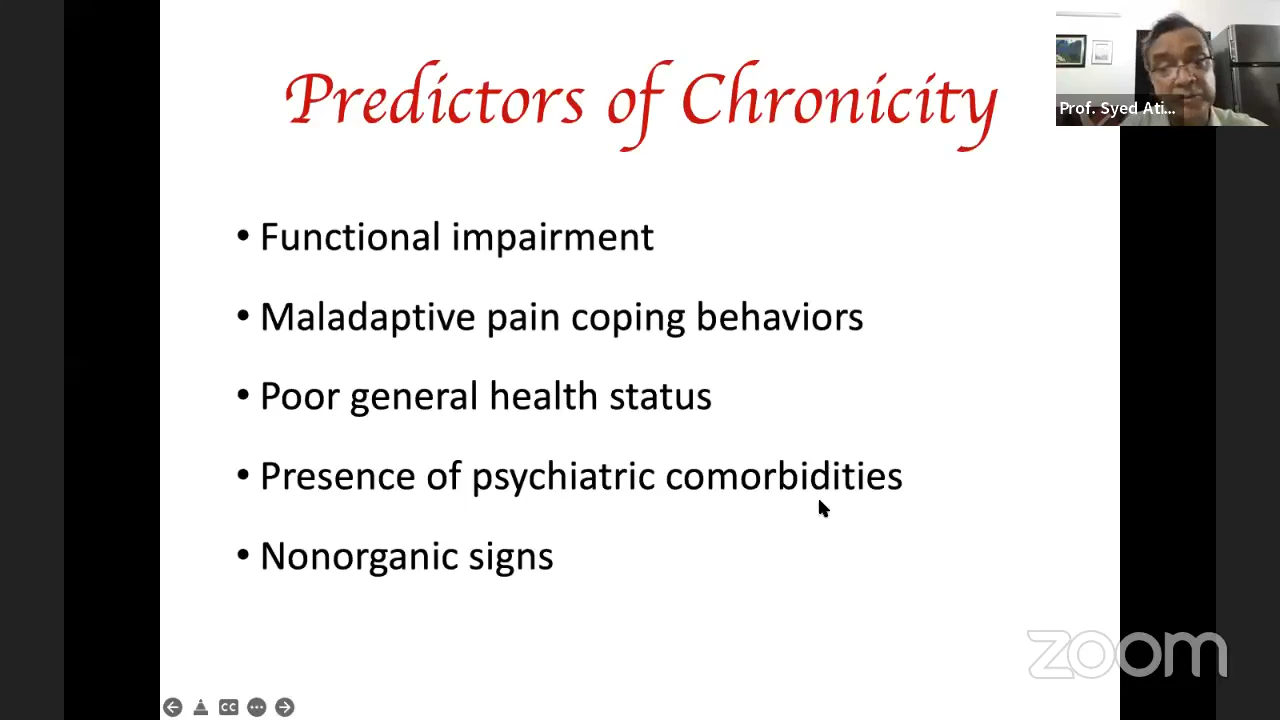 Predictors of Chronicity
Prof. Syed Ati...
• Functional impairment
• Maladaptive pain coping behaviors
• Poor general health status
• Presence of psychiatric comorbidities
• Nonorganic signs
zoom
CC